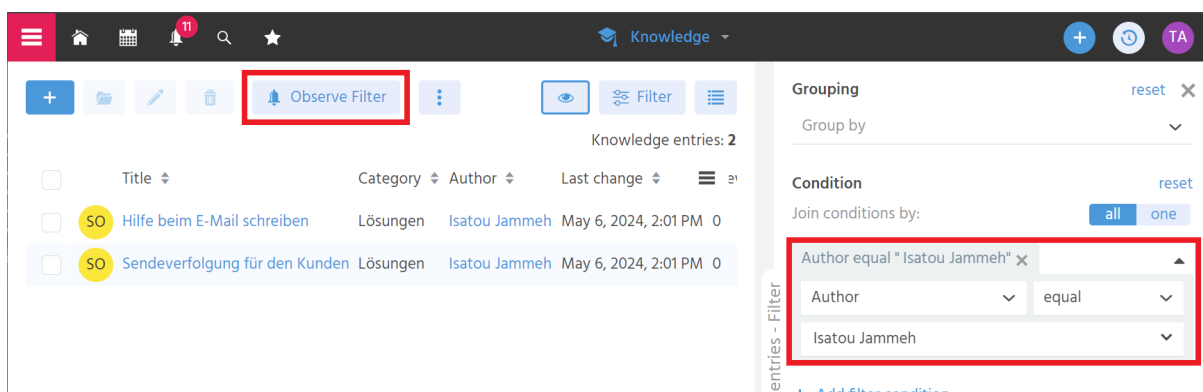 11
Knowledge
TA
Observe Filter
Filter
Knowledge entries: 2
Title Category Author Last change
SO Hilfe beim E-Mail schreiben Lösungen Isatou Jammeh May 6, 2024, 2:01 PM 0
SO Sendeverfolgung für den Kunden Lösungen Isatou Jammeh May 6, 2024, 2:01 PM 0
entries - Filter
Grouping reset
Group by
Condition reset
Join conditions by: all one
Author equal " Isatou Jammeh"
Author equal
Isatou Jammeh
Add filter condition